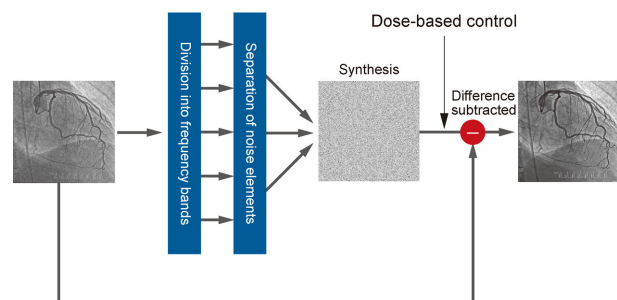 Dose-based control
Division into frequency bands
Separation of noise elements
Synthesis
Difference
subtracted